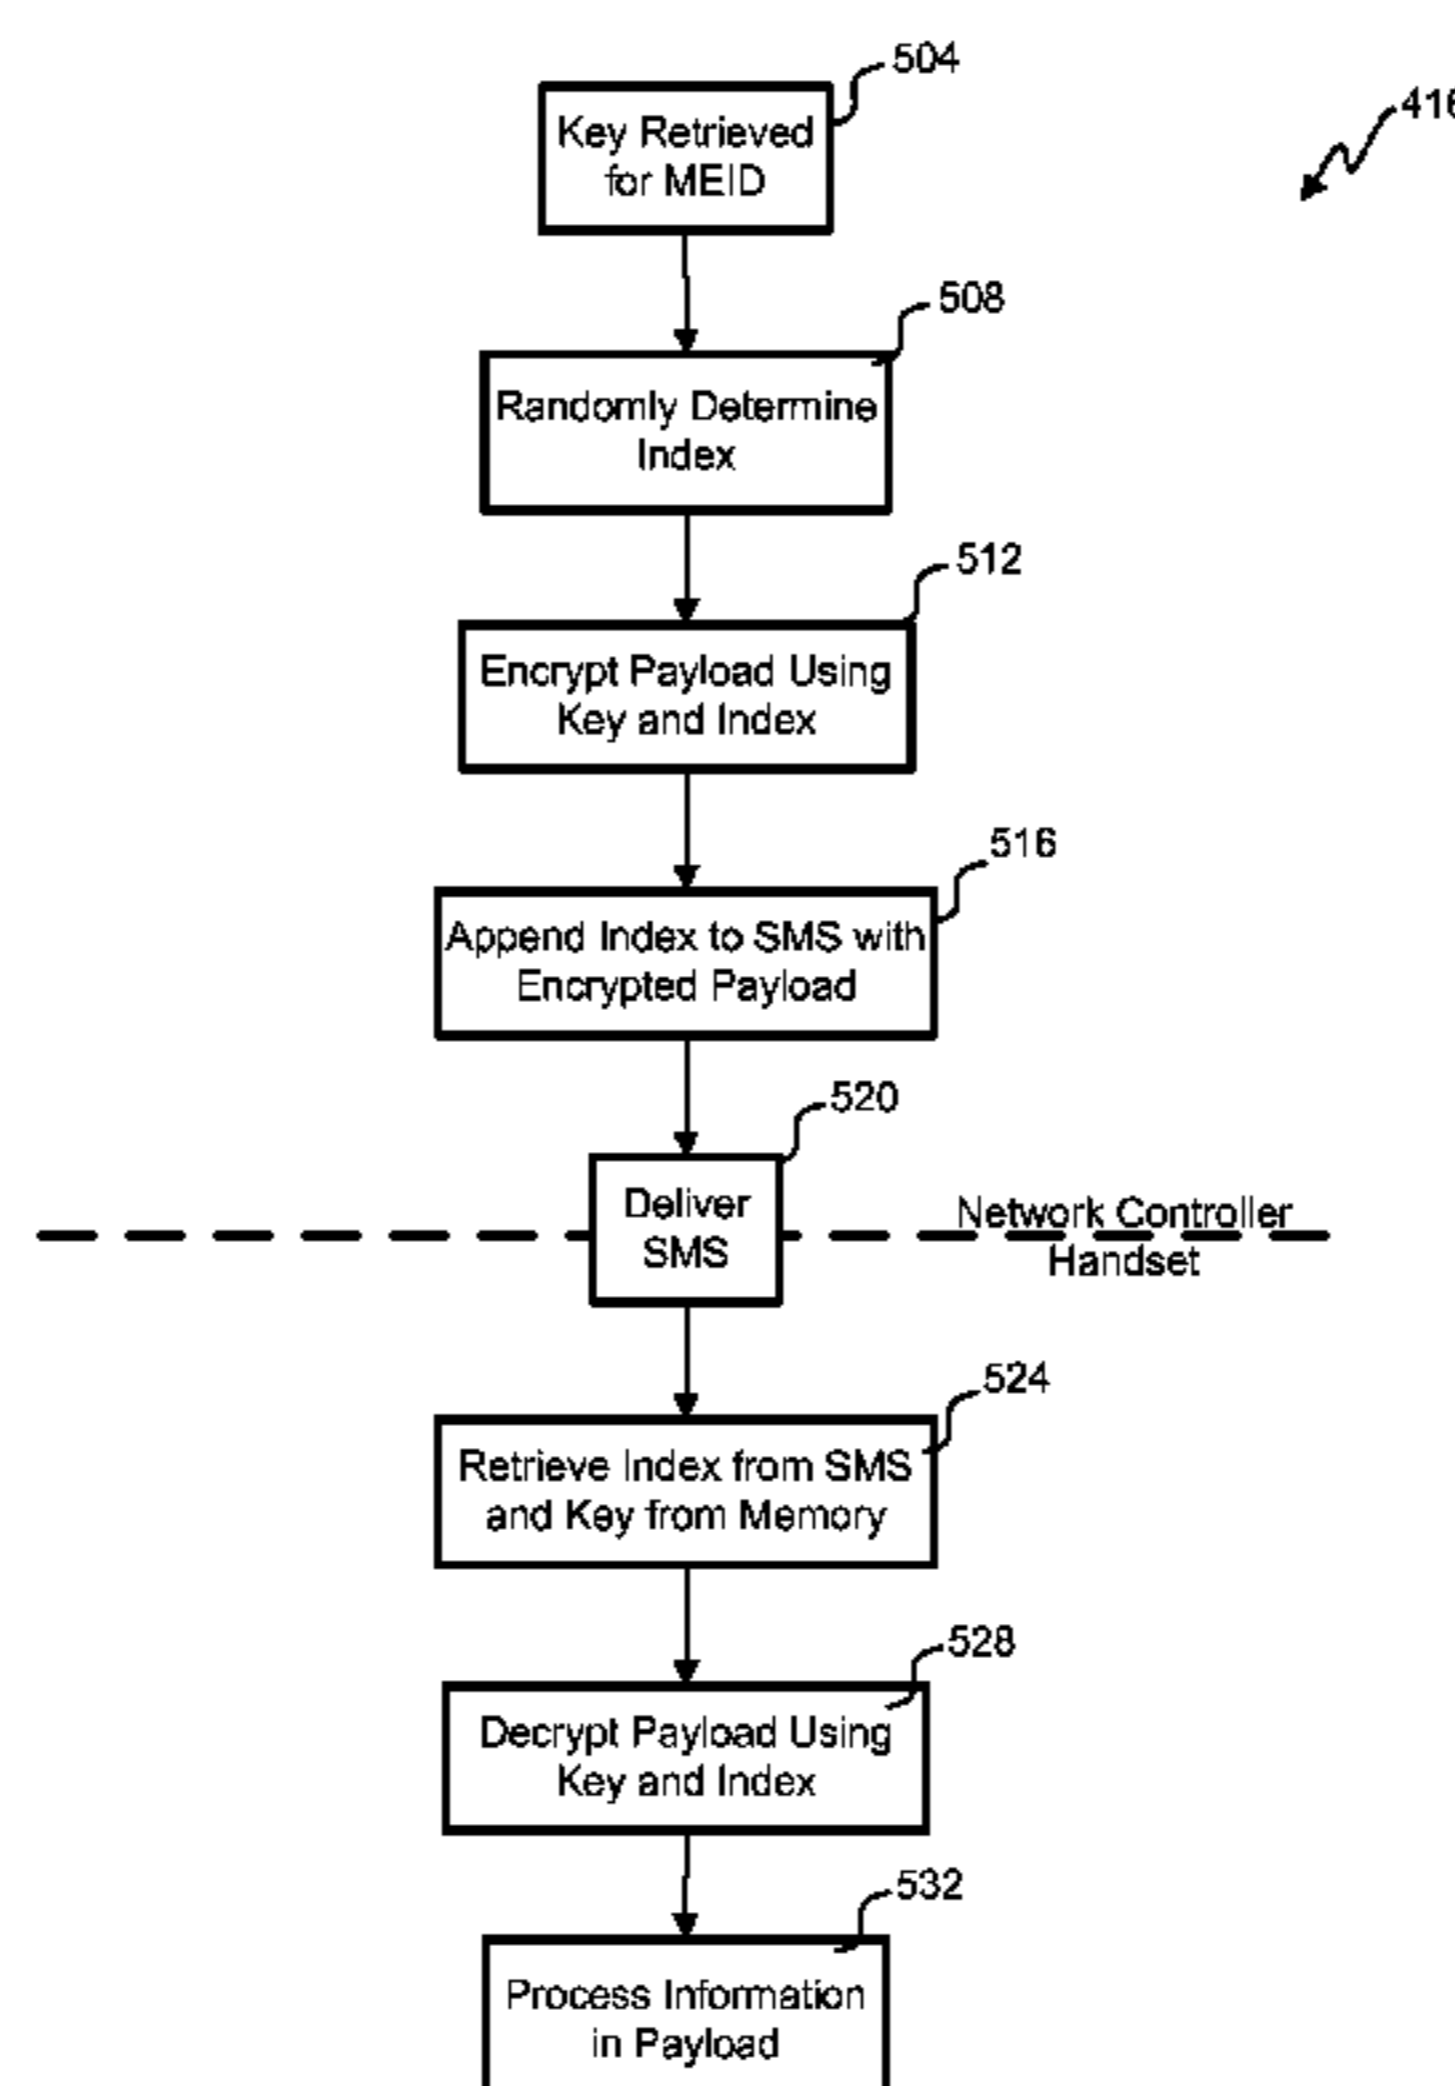 504
416
Key Retrieved
for MEID
508
Randomly Determine
Index
512
Encrypt Payload Using
Key and Index
516
Append Index to SMS with
Encrypted Payload
520
Deliver
SMS
Network Controller
Handset
524
Retrieve Index from SMS
and Key from Memory
528
Decrypt Payload Using
Key and Index
532
Process Information
in Payload